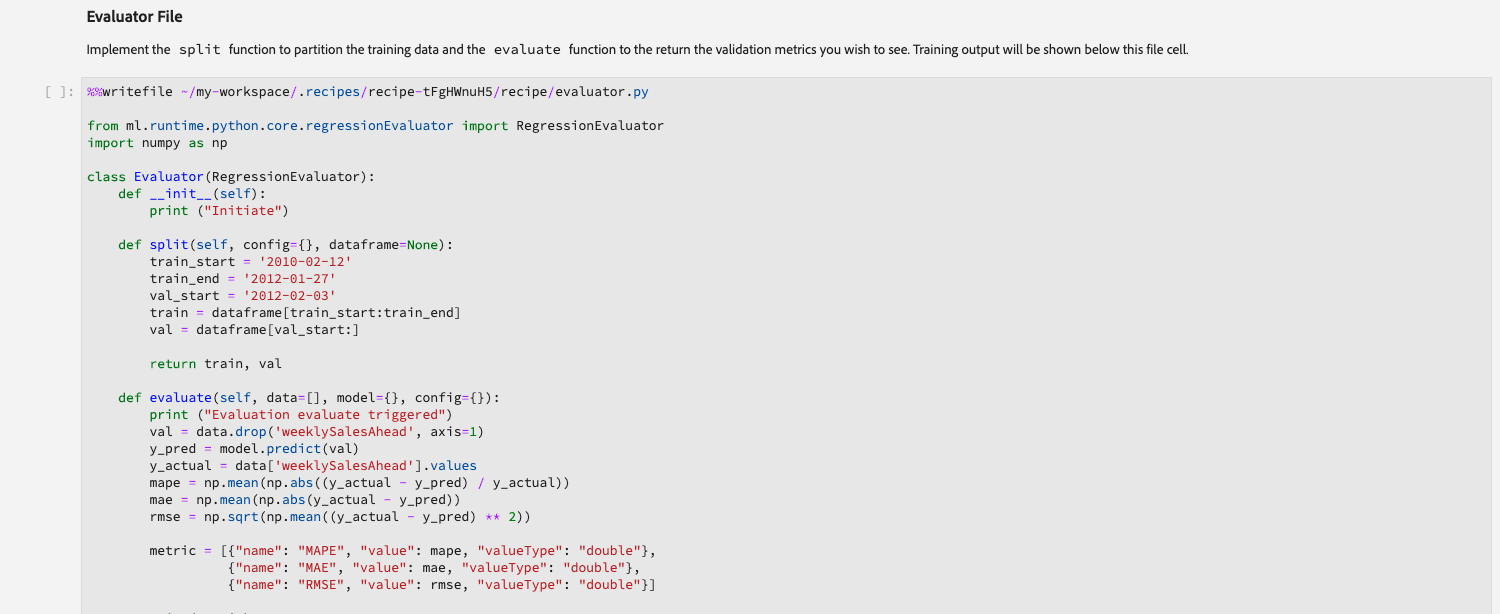 Evaluator File
Implement the split function to partition the training data and the evaluate function to the return the validation metrics you wish to see. Training output will be shown below this file cell.
[ ]: %%writefile ~/my-workspace/.recipes/recipe-tFgHWnuH5/recipe/evaluator.py
from ml.runtime.python.core.regressionEvaluator import RegressionEvaluator
import numpy as np
class Evaluator(RegressionEvaluator):
    def __init__(self):
        print ("Initiate")
    def split(self, config={}, dataframe=None):
        train_start = '2010-02-12'
        train_end = '2012-01-27'
        val_start = '2012-02-03'
        train = dataframe[train_start:train_end]
        val = dataframe[val_start:]
        return train, val
    def evaluate(self, data=[], model={}, config={}):
        print ("Evaluation evaluate triggered")
        val = data.drop('weeklySalesAhead', axis=1)
        y_pred = model.predict(val)
        y_actual = data['weeklySalesAhead'].values
        mape = np.mean(np.abs((y_actual - y_pred) / y_actual))
        mae = np.mean(np.abs(y_actual - y_pred))
        rmse = np.sqrt(np.mean((y_actual - y_pred) ** 2))
        metric = [{"name": "MAPE", "value": mape, "valueType": "double"},
                  {"name": "MAE", "value": mae, "valueType": "double"},
                  {"name": "RMSE", "value": rmse, "valueType": "double"}]